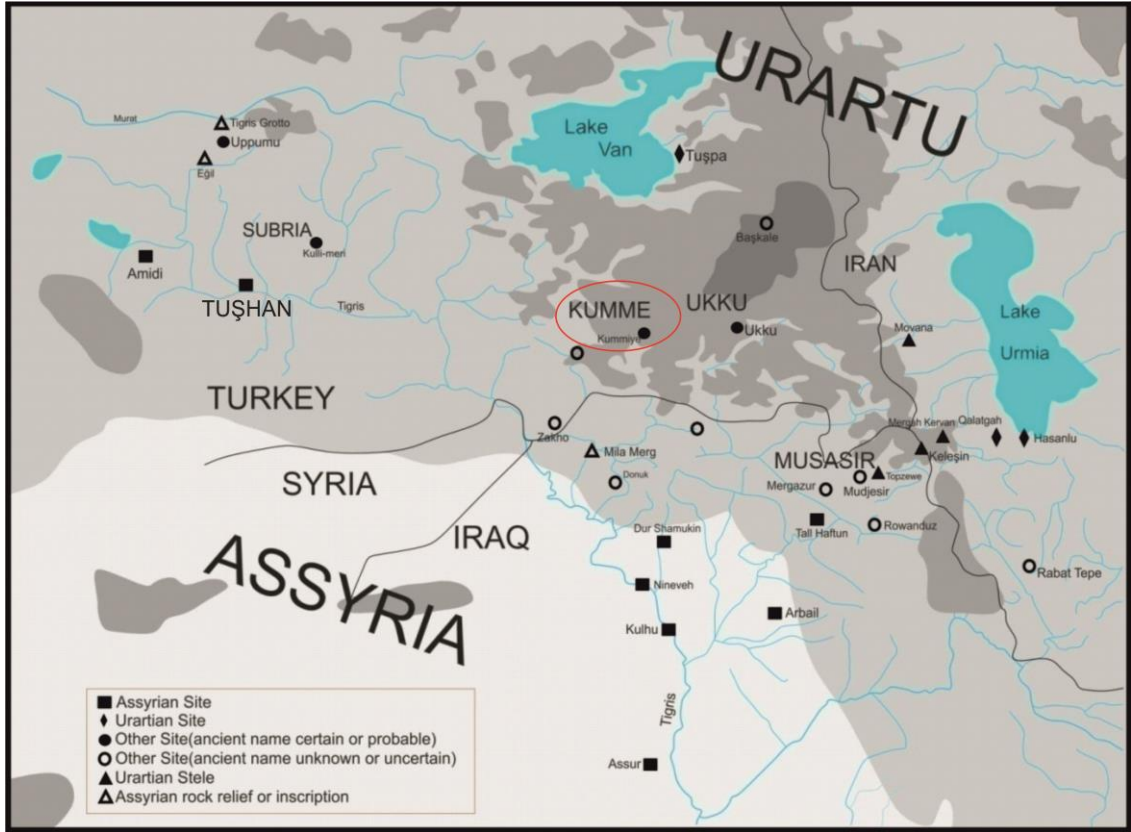 URARTU
Murat
Tigris Grotto
Uppumu
Eğil
Lake
Van
Tuşpa
SUBRIA
Kulli-meri
Başkale
Amidi
TUŞHAN
Tigris
IRAN
KUMME
UKKU
Kummiyu
Ukku
Lake
Urmia
Movana
TURKEY
Zakho
Mila Merg
Donuk
MUSASIR
Mergah Kervan
Qalatgah
Hasanlu
Keleşin
Topzewe
Mergazur
Mudjesir
SYRIA
IRAQ
ASSYRIA
Dur Shamukin
Tall Haftun
Rowanduz
Nineveh
Rabat Tepe
Kulhu
Arbail
Tigris
Assur
Assyrian Site
Urartian Site
Other Site(ancient name certain or probable)
Other Site(ancient name unknown or uncertain)
Urartian Stele
Assyrian rock relief or inscription